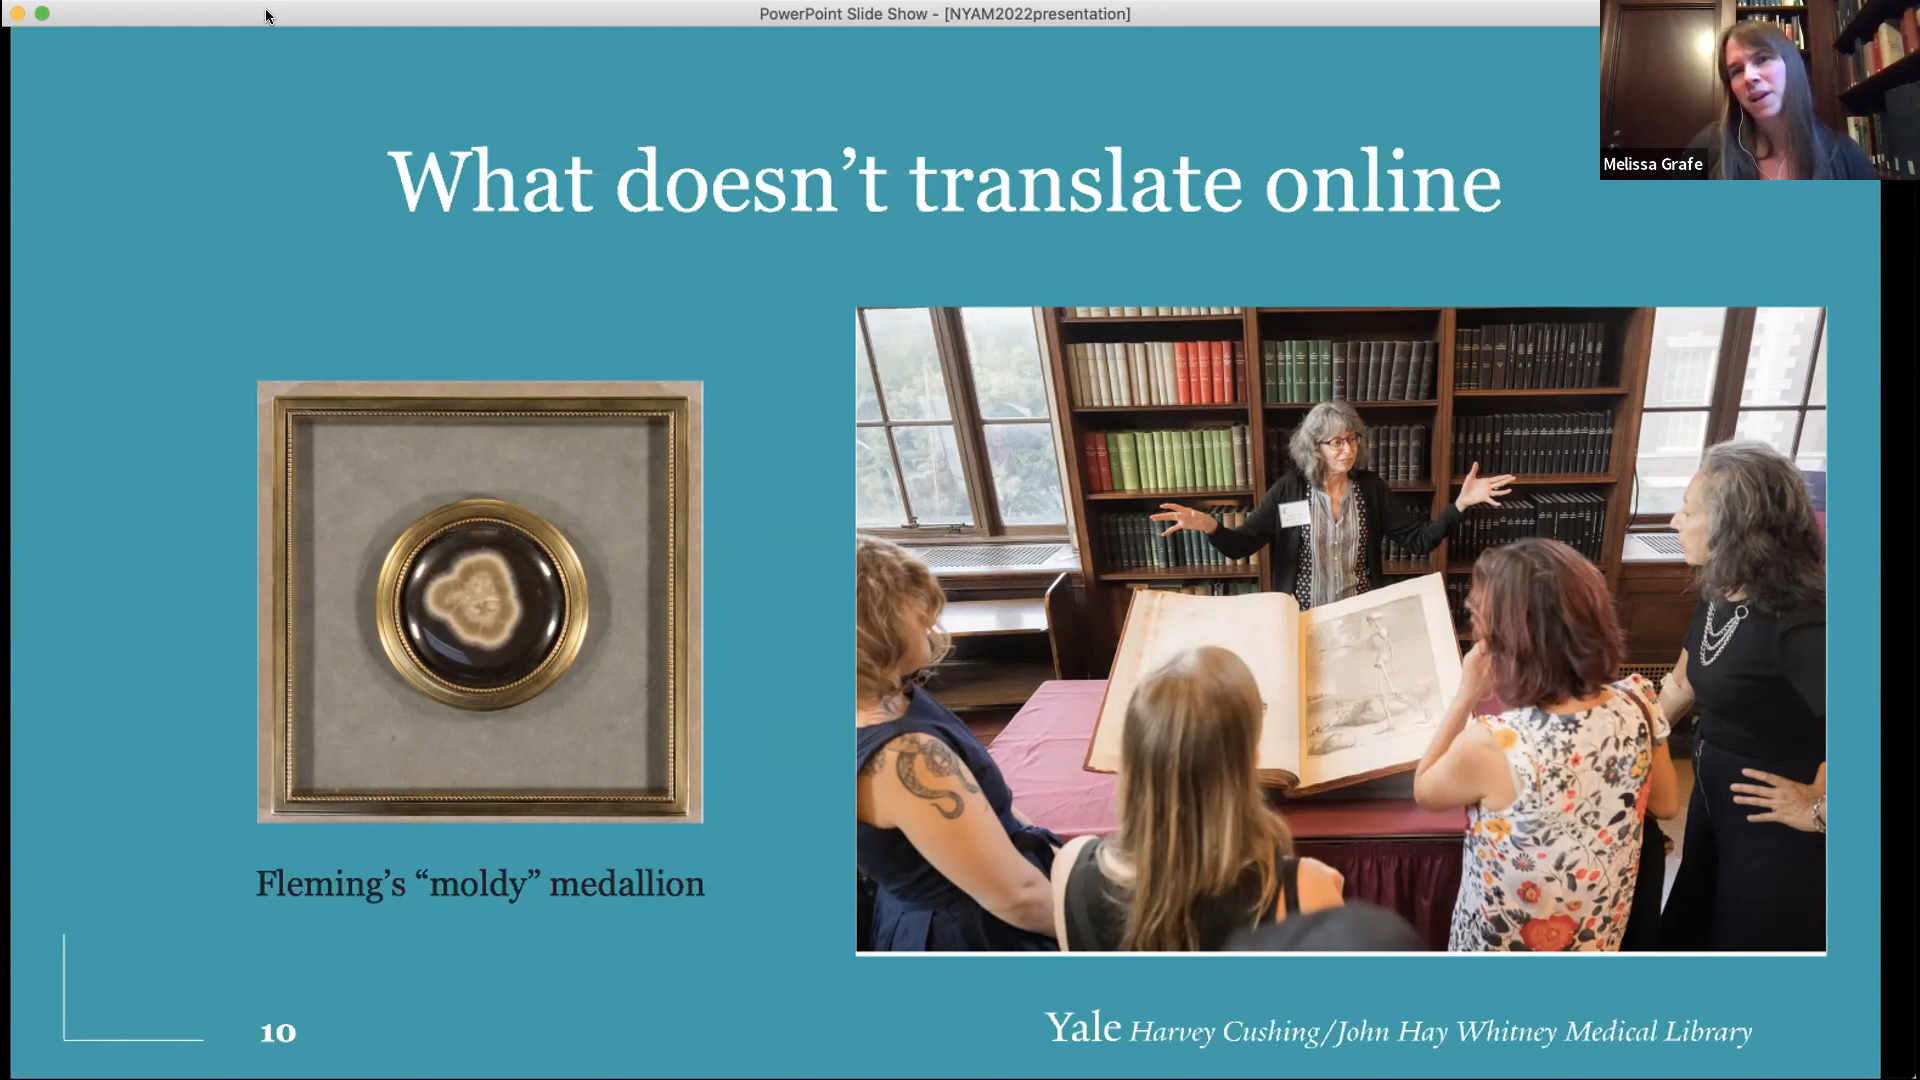 PowerPoint Slide Show - [NYAM2022presentation]
Melissa Grafe
What doesn’t translate online
Fleming’s “moldy” medallion
10
Yale Harvey Cushing/John Hay Whitney Medical Library